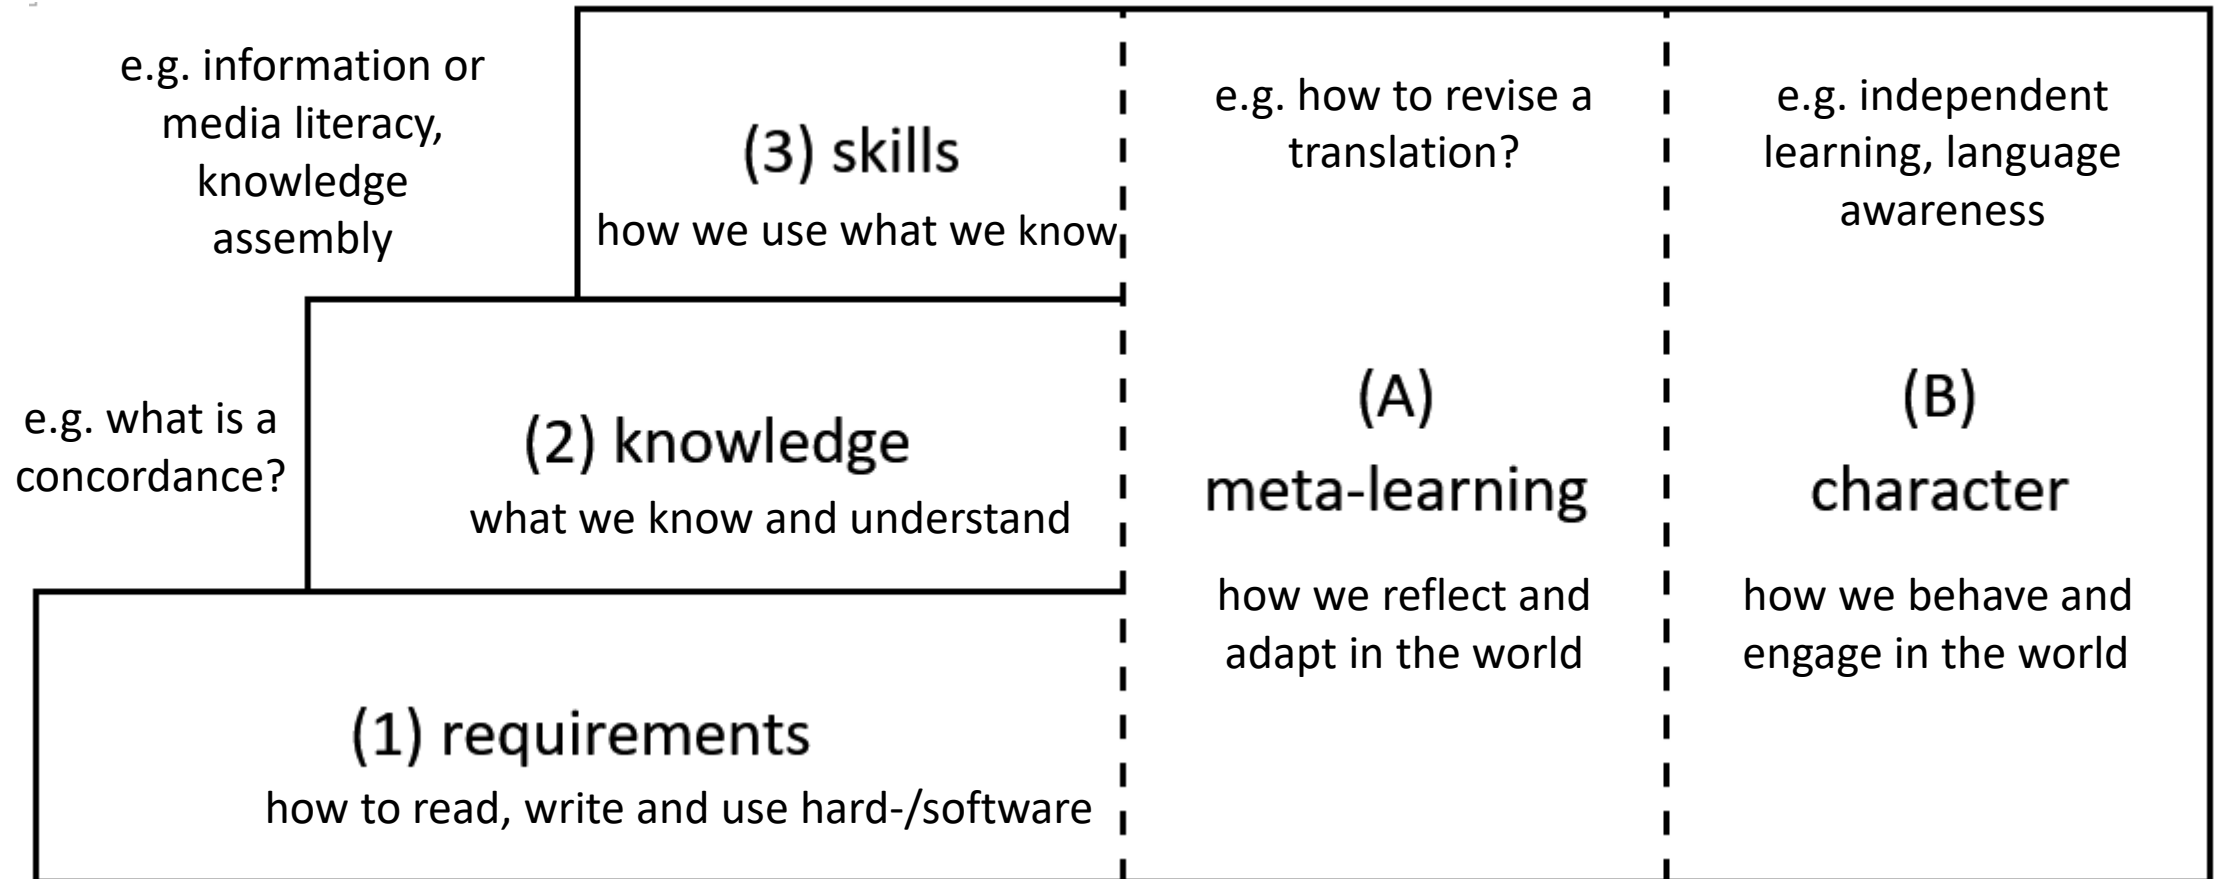 e.g. information or
media literacy,
knowledge
assembly
(3) skills
how we use what we know
e.g. how to revise a
translation?
e.g. independent
learning, language
awareness
e.g. what is a
concordance?
(2) knowledge
what we know and understand
(A)
meta-learning
how we reflect and
adapt in the world
(B)
character
how we behave and
engage in the world
(1) requirements
how to read, write and use hard-/software